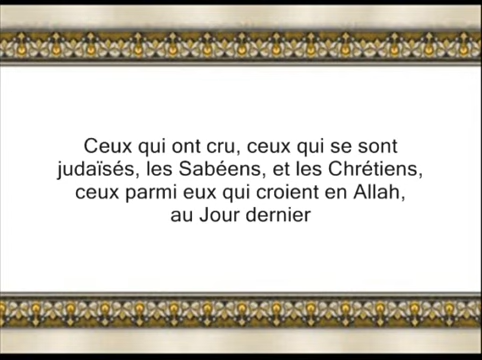 Ceux qui ont cru, ceux qui se sont
judaïsés, les Sabéens, et les Chrétiens,
ceux parmi eux qui croient en Allah,
au Jour dernier